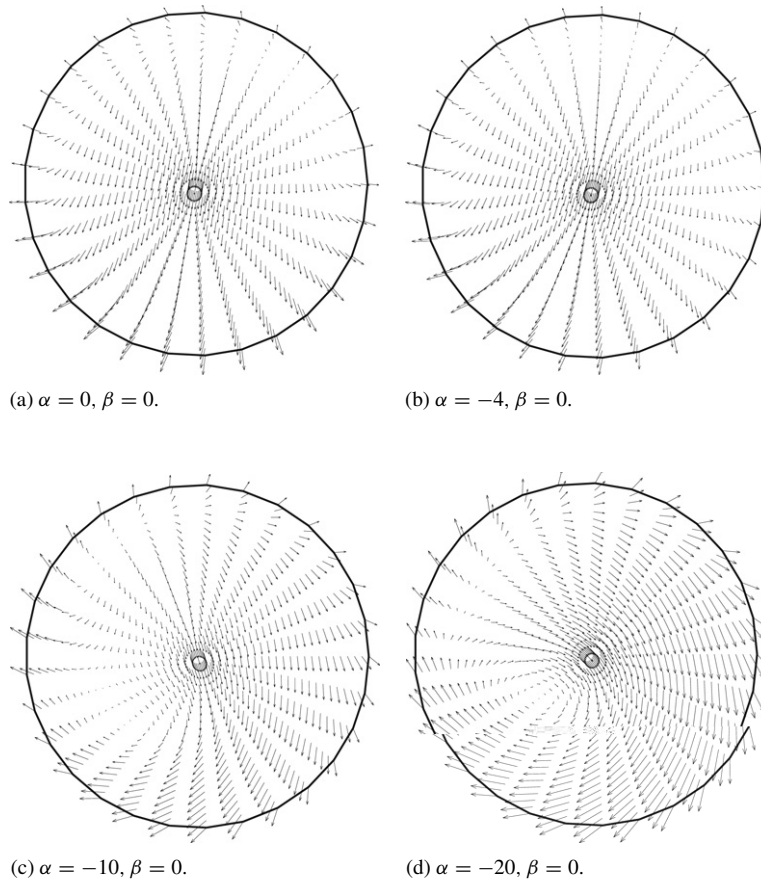 (a) α = 0, β = 0.
(b) α = −4, β = 0.
(c) α = −10, β = 0.
(d) α = −20, β = 0.